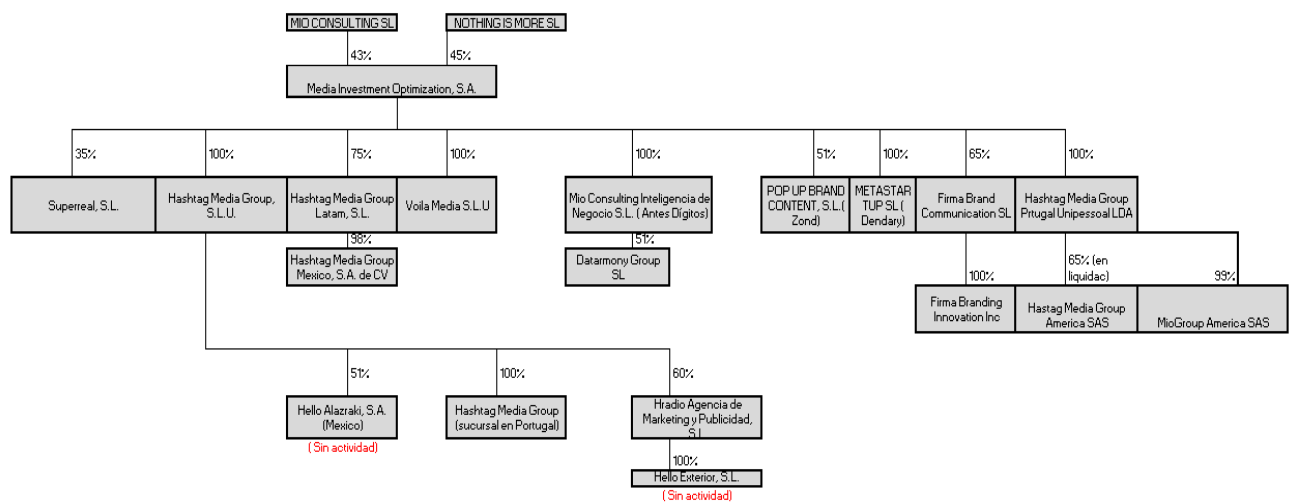 MIO CONSULTING SL
NOTHING IS MORE SL
43%
45%
Media Investment Optimization, S.A.
35%
100%
75%
100%
100%
51%
100%
65%
100%
Superreal, S.L.
Hashtag Media Group,
S.L.U.
Hashtag Media Group
Latam, S.L.
Voila Media S.L.U
Mio Consulting Inteligencia de
Negocio S.L. ( Antes Dígitos)
POP UP BRAND
CONTENT, S.L.(
Zond)
METASTAR
TUP SL (
Dendary)
Firma Brand
Communication SL
Hashtag Media Group
Prtugal Unipessoal LDA
98%
51%
Hashtag Media Group
Mexico, S.A. de CV
Datarmony Group
SL
100%
65% (en
liquidac)
99%
Firma Branding
Innovation Inc
Hastag Media Group
America SAS
MioGroup America SAS
51%
100%
60%
Hello Alazraki, S.A.
(Mexico)
(Sin actividad)
Hashtag Media Group
(sucursal en Portugal)
Hradio Agencia de
Marketing y Publicidad,
S.L
100%
Hello Exterior, S.L.
(Sin actividad)